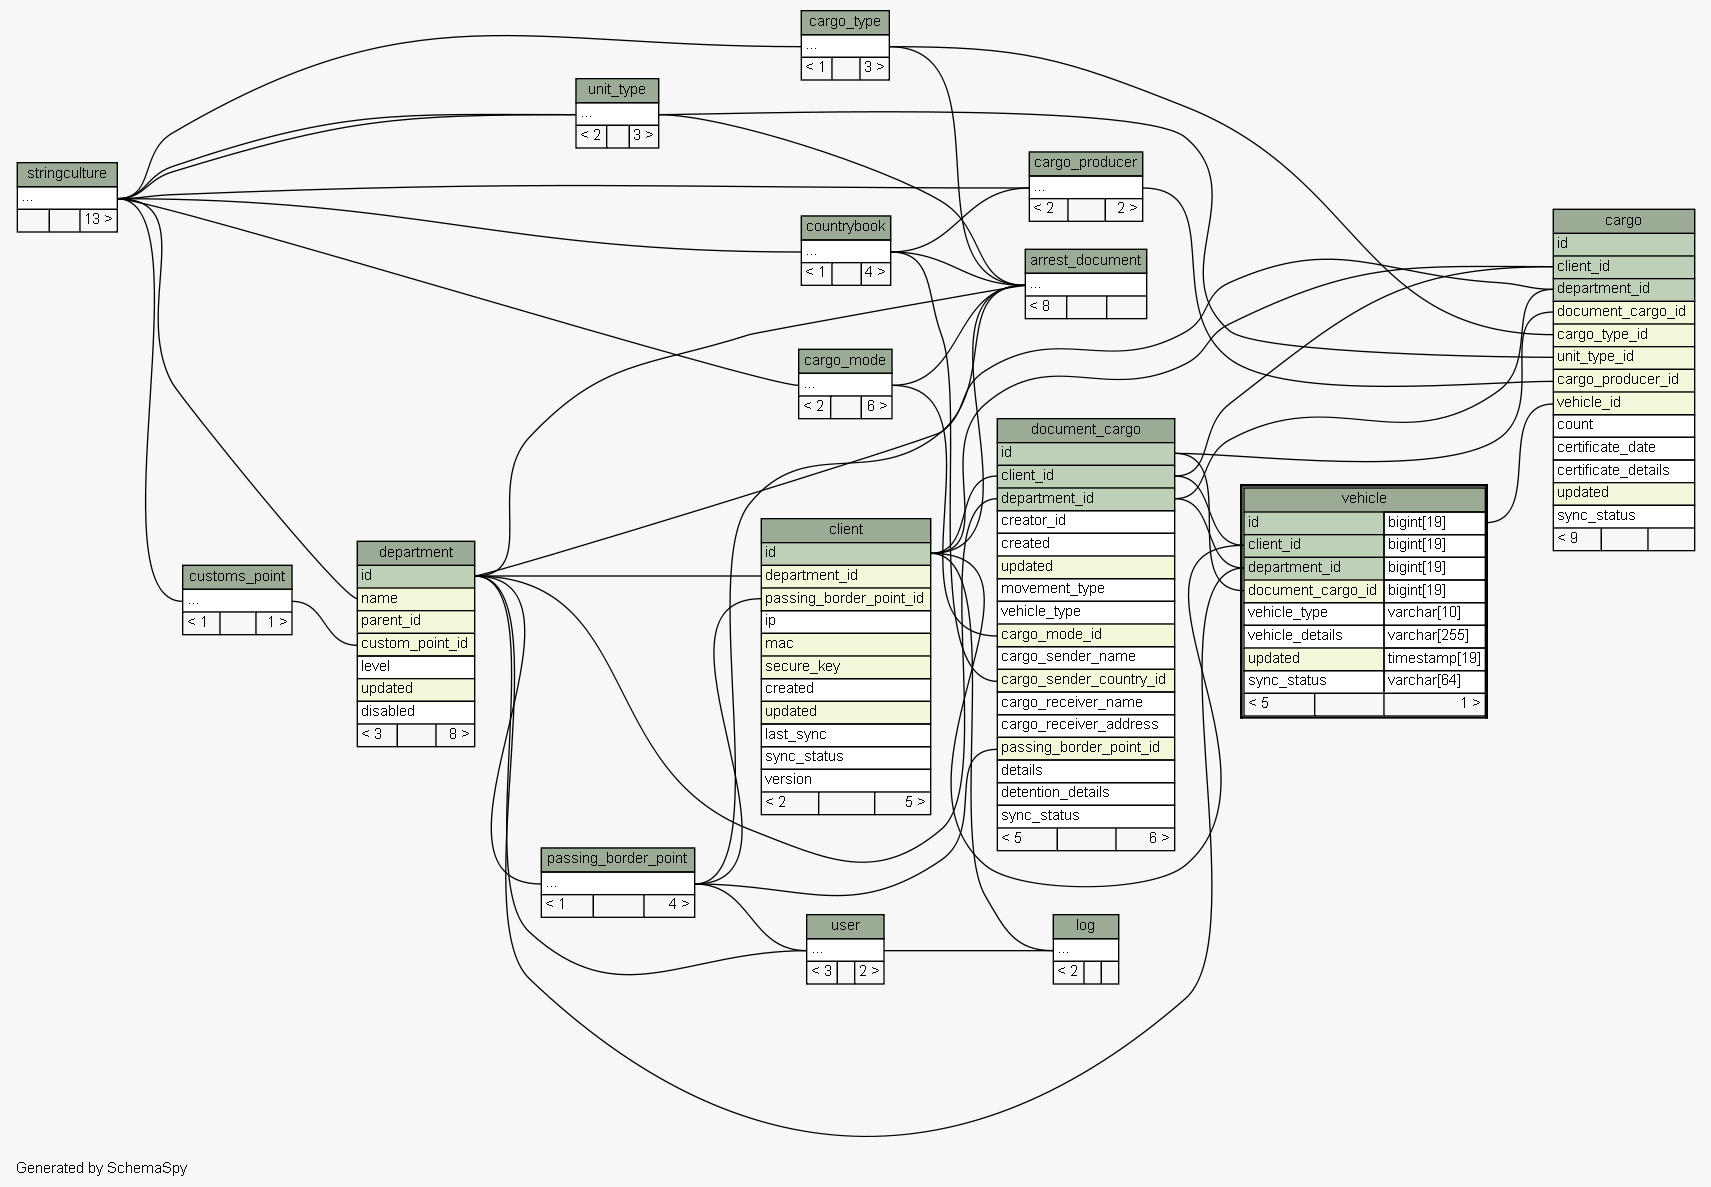 cargo_type
...
< 1 3 >
unit_type
...
< 2 3 >
stringculture
...
13 >
cargo_producer
...
< 2 2 >
countrybook
...
< 1 4 >
arrest_document
...
< 8
cargo_mode
...
< 2 6 >
cargo
id
client_id
department_id
document_cargo_id
cargo_type_id
unit_type_id
cargo_producer_id
vehicle_id
count
certificate_date
certificate_details
updated
sync_status
< 9
document_cargo
id
client_id
department_id
creator_id
created
updated
movement_type
vehicle_type
cargo_mode_id
cargo_sender_name
cargo_sender_country_id
cargo_receiver_name
cargo_receiver_address
passing_border_point_id
details
detention_details
sync_status
< 5 6 >
vehicle
id bigint[19]
client_id bigint[19]
department_id bigint[19]
document_cargo_id bigint[19]
vehicle_type varchar[10]
vehicle_details varchar[255]
updated timestamp[19]
sync_status varchar[64]
< 5 1 >
client
id
department_id
passing_border_point_id
ip
mac
secure_key
created
updated
last_sync
sync_status
version
< 2 5 >
department
id
name
parent_id
custom_point_id
level
updated
disabled
< 3 8 >
customs_point
...
< 1 1 >
passing_border_point
...
< 1 4 >
user
...
< 3 2 >
log
...
< 2
Generated by SchemaSpy